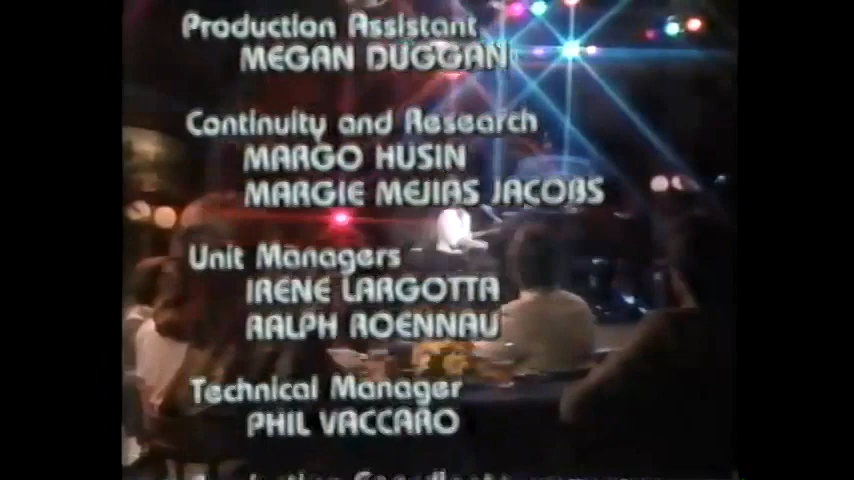 Production Assistant
MEGAN DUGGAN
Continuity and Research
MARGO HUSIN
MARGIE MEJIAS JACOBS
Unit Managers
IRENE LARGOTTA
RALPH ROENNAU
Technical Manager
PHIL VACCARO